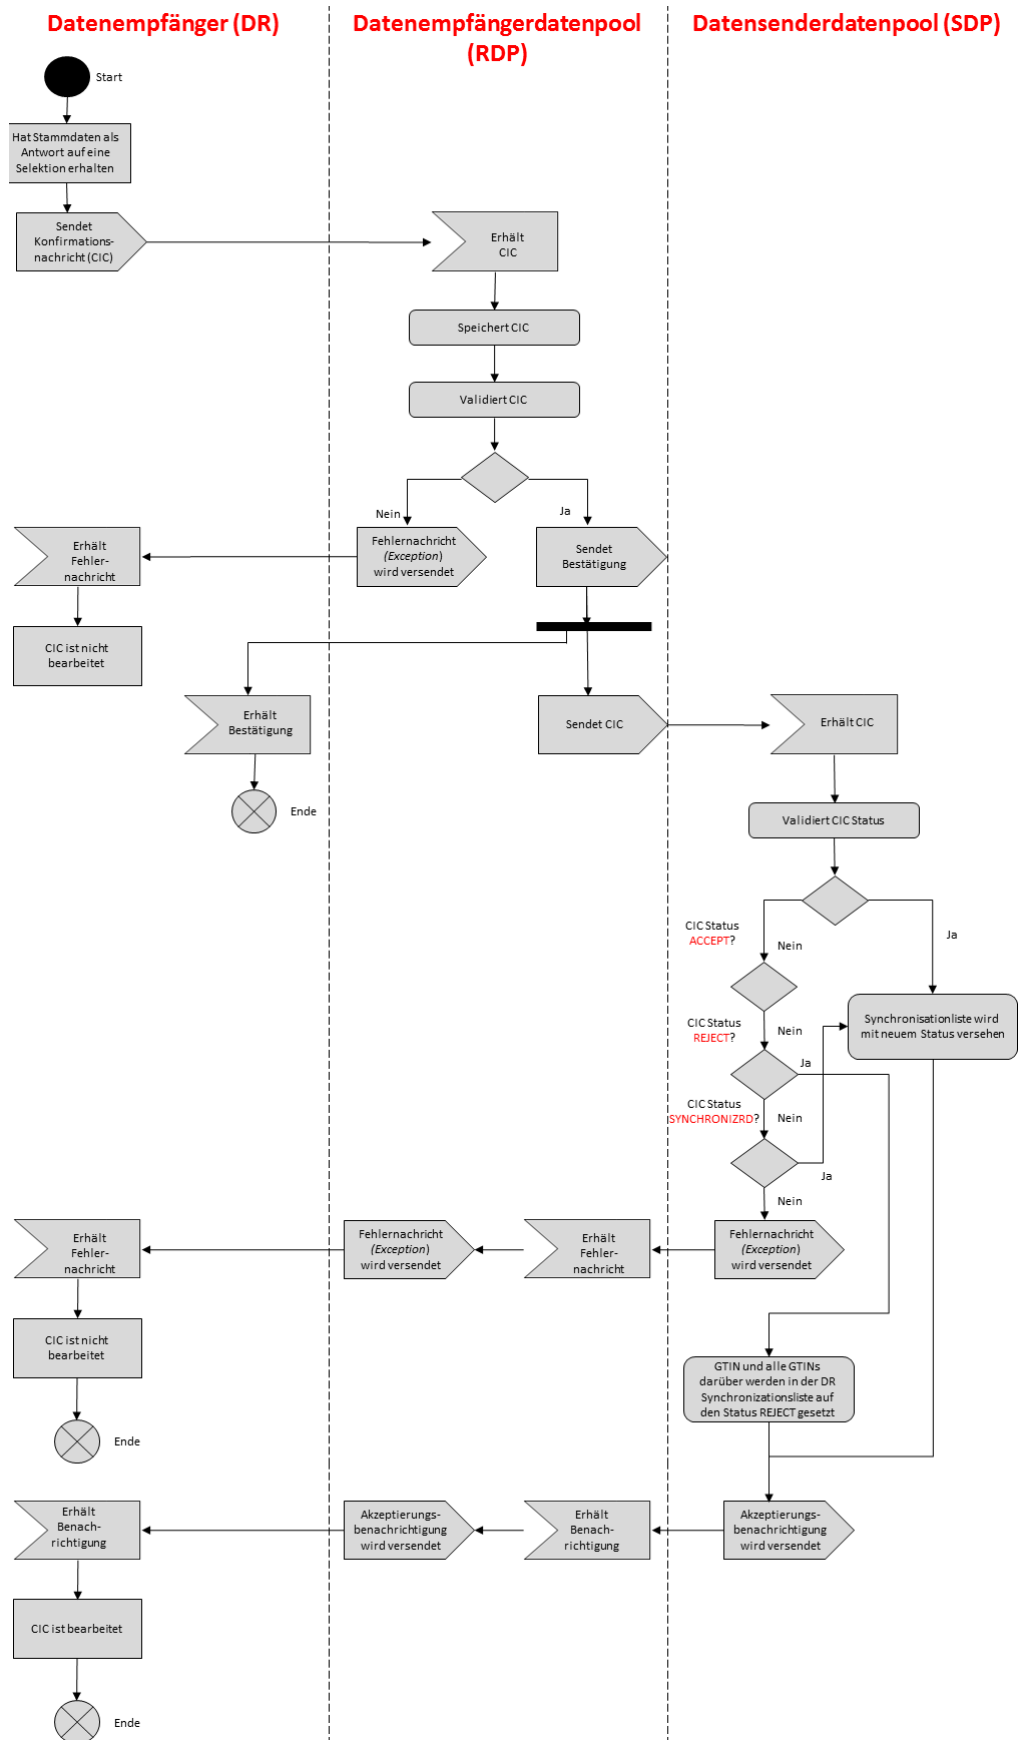 Datenempfänger (DR)
Datenempfängerdatenpool
(RDP)
Datensenderdatenpool (SDP)
Start
Hat Stammdaten als
Antwort auf eine
Selektion erhalten
Sendet
Konfirmations-
nachricht (CIC)
Erhält
CIC
Speichert CIC
Validiert CIC
Nein
Ja
Erhält
Fehler-
nachricht
Fehlernachricht
(Exception)
wird versendet
Sendet
Bestätigung
CIC ist nicht
bearbeitet
Erhält
Bestätigung
Sendet CIC
Erhält CIC
Ende
Validiert CIC Status
CIC Status
ACCEPT?
Nein
Ja
CIC Status
REJECT?
Nein
Synchronisationliste wird
mit neuem Status versehen
Ja
CIC Status
SYNCHRONIZRD?
Nein
Ja
Nein
Erhält
Fehler-
nachricht
Fehlernachricht
(Exception)
wird versendet
Erhält
Fehler-
nachricht
Fehlernachricht
(Exception)
wird versendet
CIC ist nicht
bearbeitet
GTIN und alle GTINs
darüber werden in der DR
Synchronizationsliste auf
den Status REJECT gesetzt
Ende
Erhält
Benach-
richtigung
Akzeptierungs-
benachrichtigung
wird versendet
Erhält
Benach-
richtigung
Akzeptierungs-
benachrichtigung
wird versendet
CIC ist bearbeitet
Ende